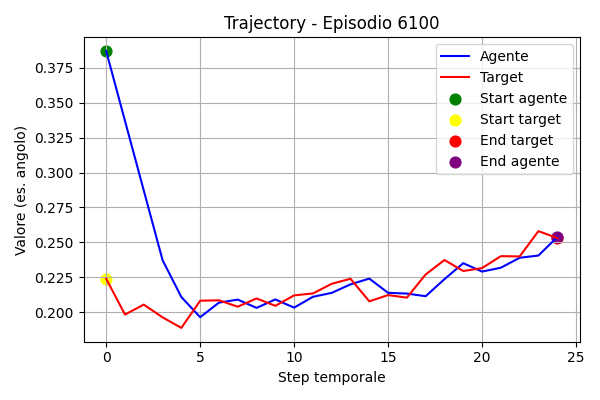 Trajectory - Episodio 6100
Agente
Target
Start agente
Start target
End target
End agente
0.375
0.350
0.325
0.300
0.275
0.250
0.225
0.200
Valore (es. angolo)
0 5 10 15 20 25
Step temporale